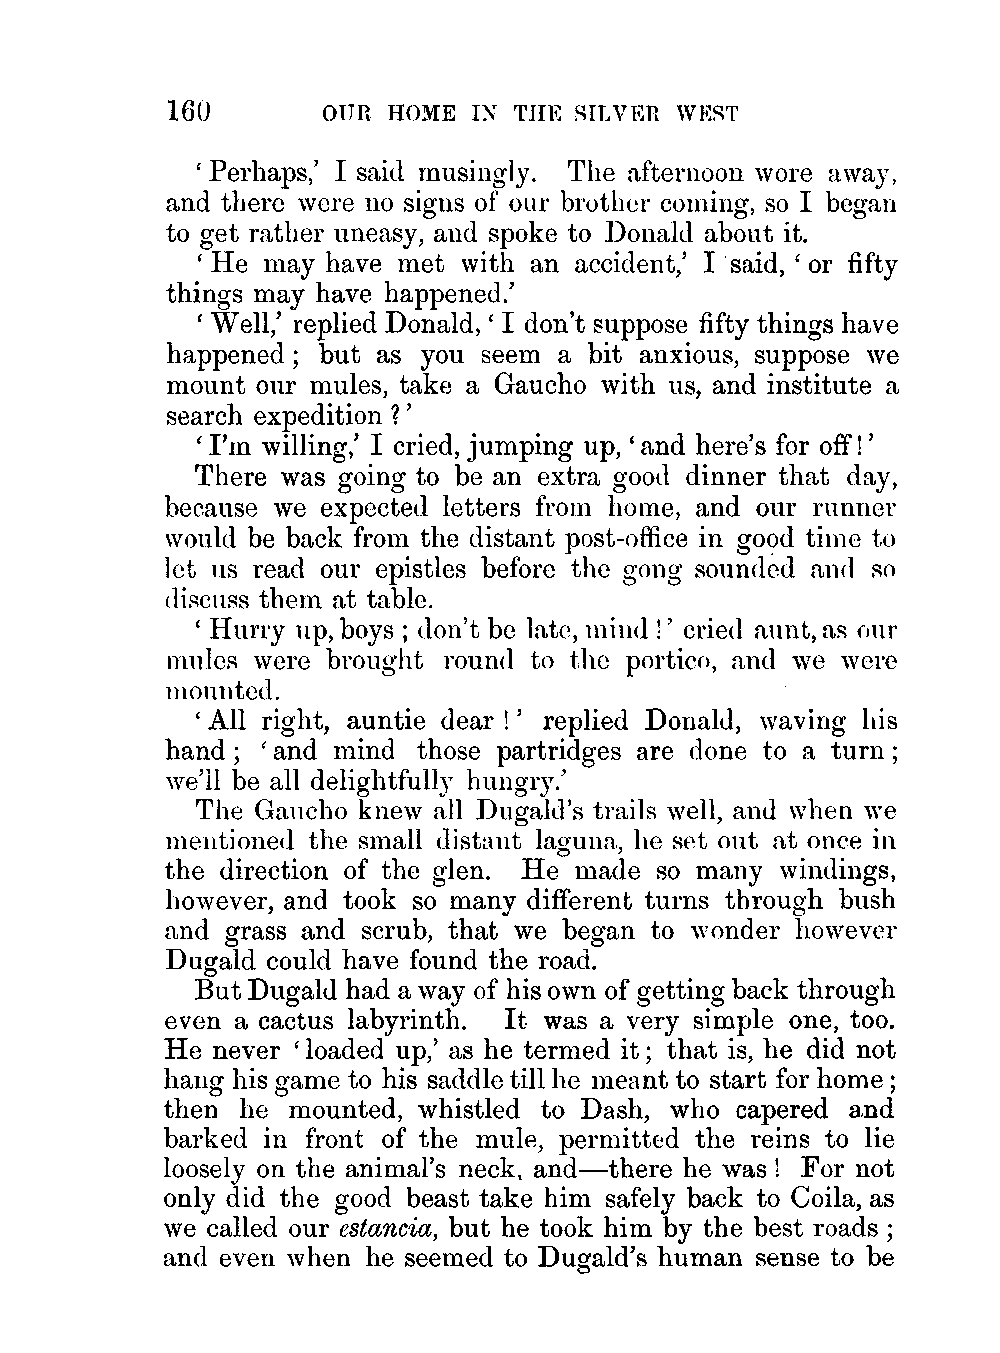 160 OUR HOME IN THE SILVER WEST
‘ Perhaps,’ I said musingly. The afternoon wore away,
and there were no signs of our brother coming, so I began
to get rather uneasy, and spoke to Donald about it.
‘ He may have met with an accident,’ I said, ‘ or fifty
things may have happened.’
‘ Well,’ replied Donald, ‘ I don’t suppose fifty things have
happened ; but as you seem a bit anxious, suppose we
mount our mules, take a Gaucho with us, and institute a
search expedition ? ’
‘ I’m willing,’ I cried, jumping up, ‘ and here’s for off! ’
There was going to be an extra good dinner that day,
because we expected letters from home, and our runner
would be back from the distant post-office in good time to
let us read our epistles before the gong sounded and so
discuss them at table.
‘ Hurry up, boys ; don’t be late, mind ! ’ cried aunt, as our
mules were brought round to the portico, and we were
mounted.
‘ All right, auntie dear ! ’ replied Donald, waving his
hand ; ‘ and mind those partridges are done to a turn ;
we’ll be all delightfully hungry.’
The Gaucho knew all Dugald’s trails well, and when we
mentioned the small distant laguna, he set out at once in
the direction of the glen. He made so many windings,
however, and took so many different turns through bush
and grass and scrub, that we began to wonder however
Dugald could have found the road.
But Dugald had a way of his own of getting back through
even a cactus labyrinth. It was a very simple one, too.
He never ‘ loaded up,’ as he termed it ; that is, he did not
hang his game to his saddle till he meant to start for home ;
then he mounted, whistled to Dash, who capered and
barked in front of the mule, permitted the reins to lie
loosely on the animal’s neck, and—there he was ! For not
only did the good beast take him safely back to Coila, as
we called our estancia, but he took him by the best roads ;
and even when he seemed to Dugald’s human sense to be